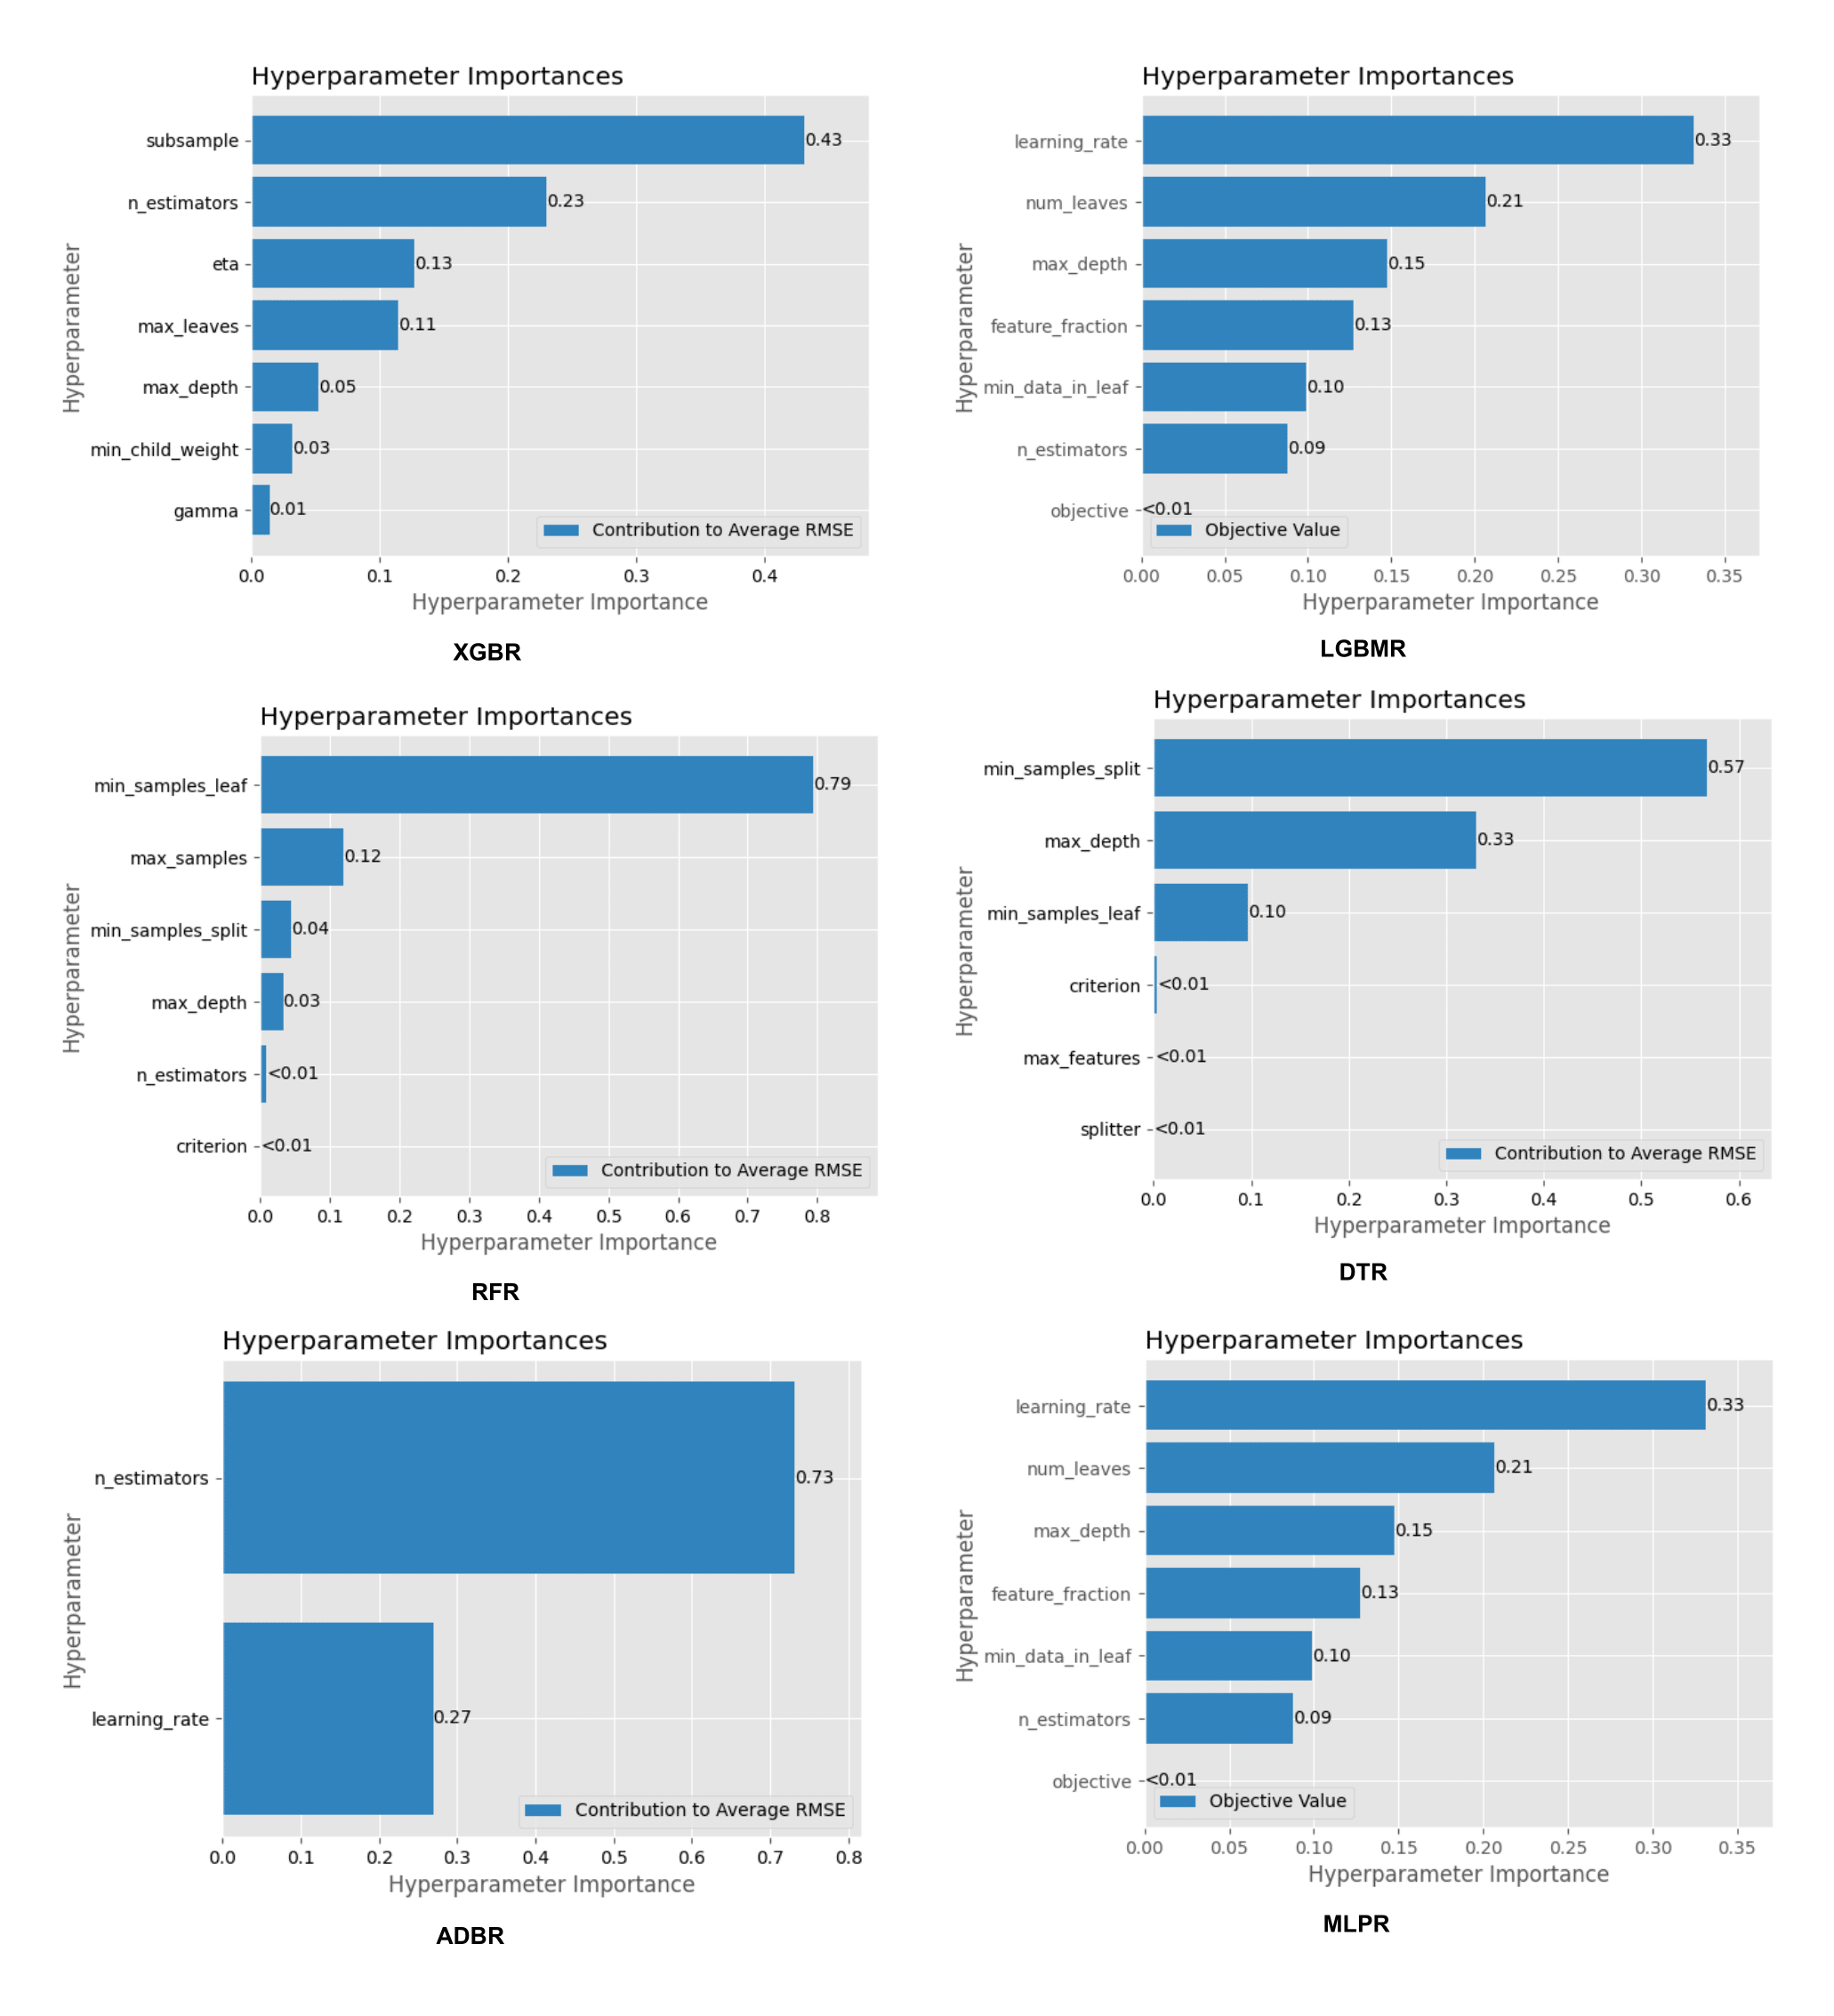 Hyperparameter Importances
Hyperparameter
subsample
0.43
n_estimators
0.23
eta
0.13
max_leaves
0.11
max_depth
0.05
min_child_weight
0.03
gamma
0.01
Contribution to Average RMSE
0.0 0.1 0.2 0.3 0.4
Hyperparameter Importance
XGBR
Hyperparameter Importances
Hyperparameter
learning_rate
0.33
num_leaves
0.21
max_depth
0.15
feature_fraction
0.13
min_data_in_leaf
0.10
n_estimators
0.09
objective
<0.01
Objective Value
0.00 0.05 0.10 0.15 0.20 0.25 0.30 0.35
Hyperparameter Importance
LGBMR
Hyperparameter Importances
Hyperparameter
min_samples_leaf
0.79
max_samples
0.12
min_samples_split
0.04
max_depth
0.03
n_estimators
<0.01
criterion
<0.01
Contribution to Average RMSE
0.0 0.1 0.2 0.3 0.4 0.5 0.6 0.7 0.8
Hyperparameter Importance
RFR
Hyperparameter Importances
Hyperparameter
min_samples_split
0.57
max_depth
0.33
min_samples_leaf
0.10
criterion
<0.01
max_features
<0.01
splitter
<0.01
Contribution to Average RMSE
0.0 0.1 0.2 0.3 0.4 0.5 0.6
Hyperparameter Importance
DTR
Hyperparameter Importances
Hyperparameter
n_estimators
0.73
learning_rate
0.27
Contribution to Average RMSE
0.0 0.1 0.2 0.3 0.4 0.5 0.6 0.7 0.8
Hyperparameter Importance
ADBR
Hyperparameter Importances
Hyperparameter
learning_rate
0.33
num_leaves
0.21
max_depth
0.15
feature_fraction
0.13
min_data_in_leaf
0.10
n_estimators
0.09
objective
<0.01
Objective Value
0.00 0.05 0.10 0.15 0.20 0.25 0.30 0.35
Hyperparameter Importance
MLPR